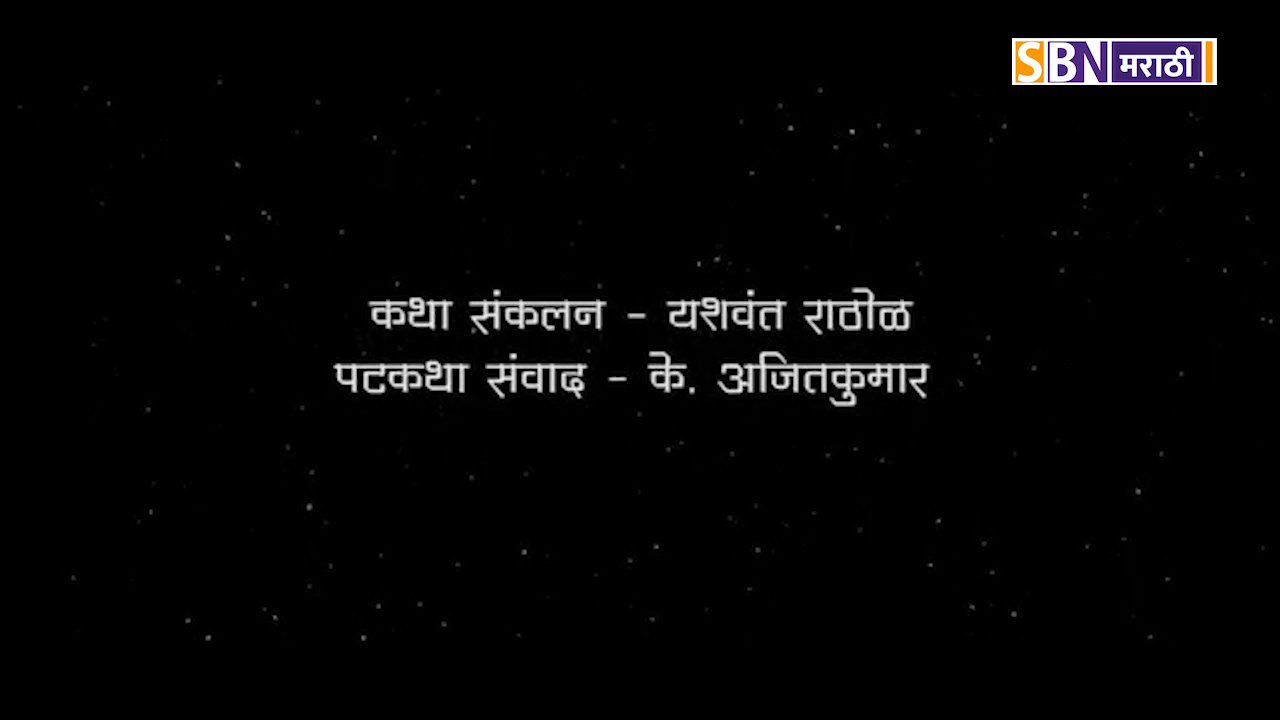 SBN मराठी
कथा संकलन - यशवंत राठोळ
पटकथा संवाद - के. अजितकुमार